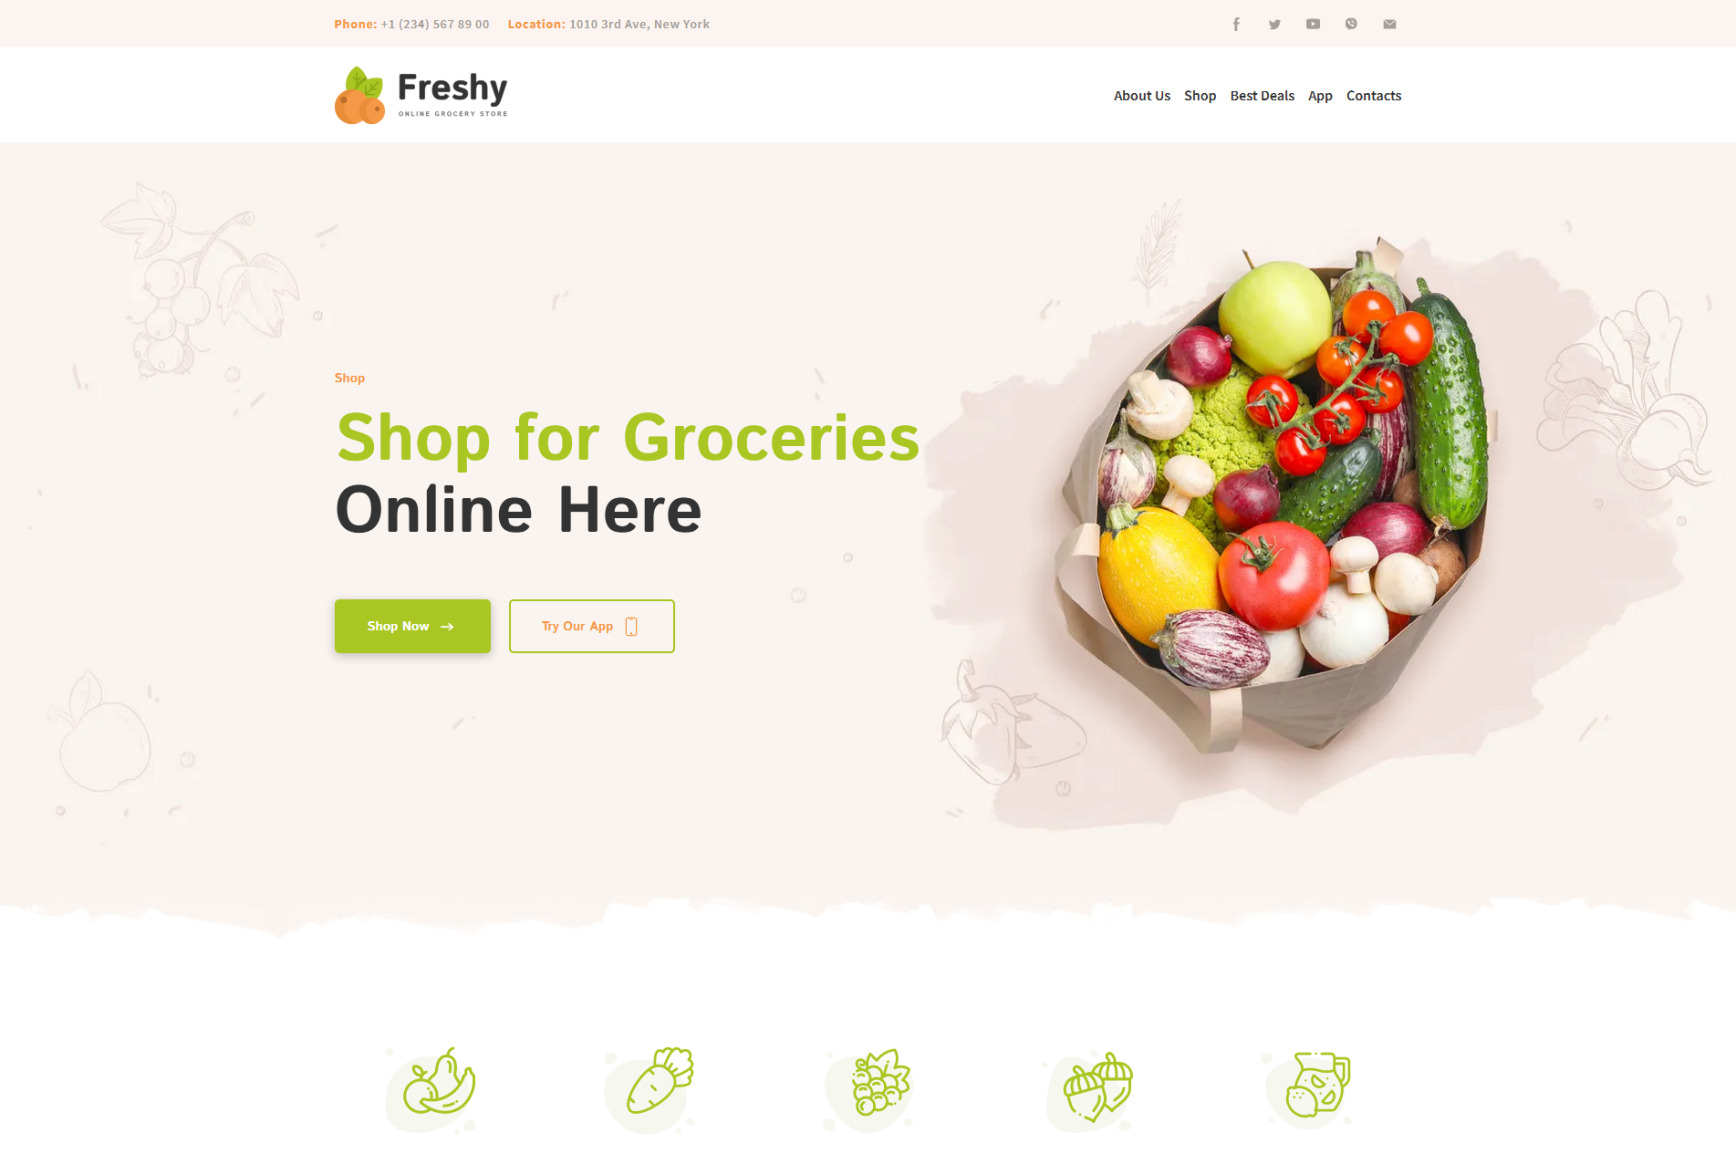 Phone: +1 (234) 567 89 00 Location: 1010 3rd Ave, New York
Freshy
ONLINE GROCERY STORE
About Us Shop Best Deals App Contacts
Shop
Shop for Groceries
Online Here
Shop Now
Try Our App